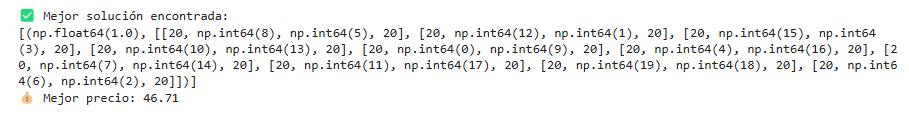 ✅ Mejor solución encontrada:
[(np.float64(1.0), [[20, np.int64(8), np.int64(5), 20], [20, np.int64(12), np.int64(1), 20], [20, np.int64(15), np.int64
(3), 20], [20, np.int64(10), np.int64(13), 20], [20, np.int64(0), np.int64(9), 20], [20, np.int64(4), np.int64(16), 20], [2
0, np.int64(7), np.int64(14), 20], [20, np.int64(11), np.int64(17), 20], [20, np.int64(19), np.int64(18), 20], [20, np.int6
4(6), np.int64(2), 20]])]
💰 Mejor precio: 46.71